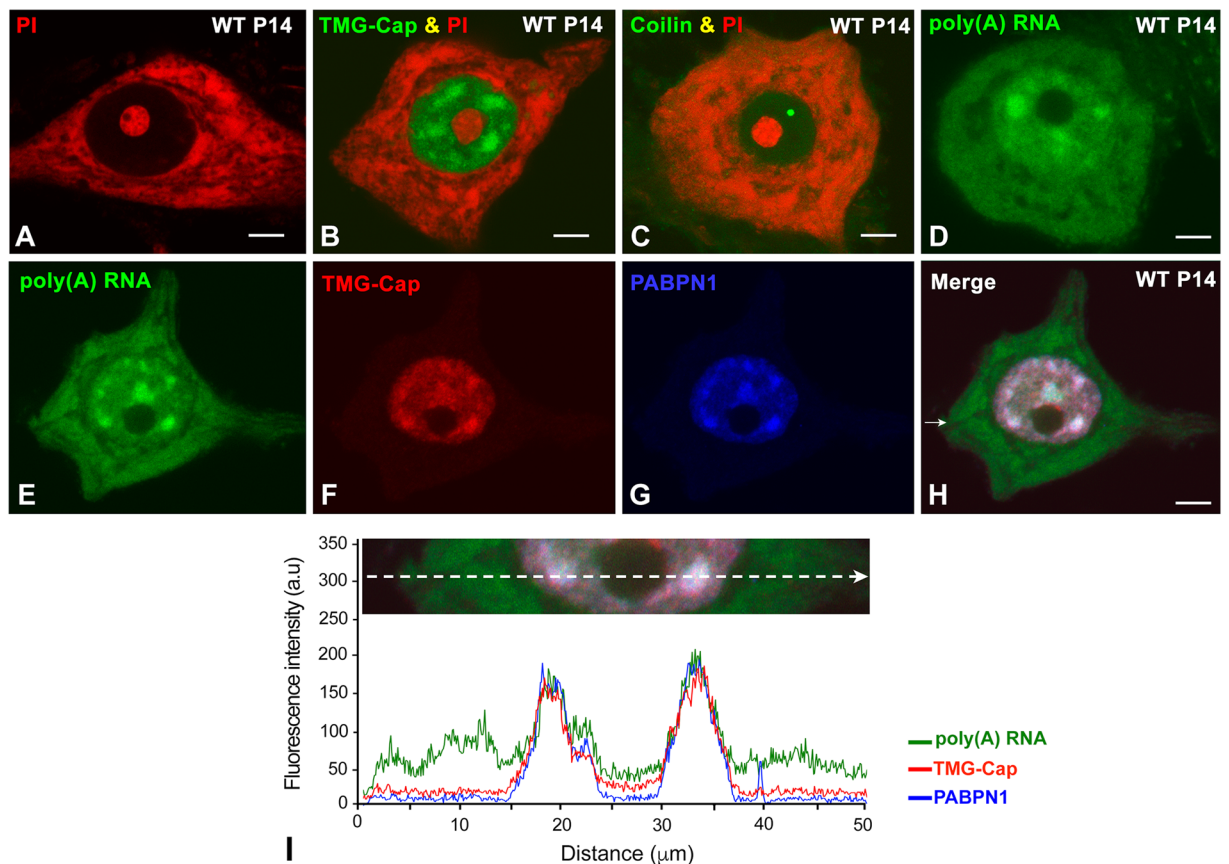 PI WT P14
A
TMG-Cap & PI WT P14
B
Coilin & PI WT P14
C
poly(A) RNA WT P14
D
poly(A) RNA
E
TMG-Cap
F
PABPN1
G
Merge WT P14
H
Fluorescence intensity (a.u)
350
300
250
200
150
100
50
0
0 10 20 30 40 50
Distance (μm)
poly(A) RNA
TMG-Cap
PABPN1
I